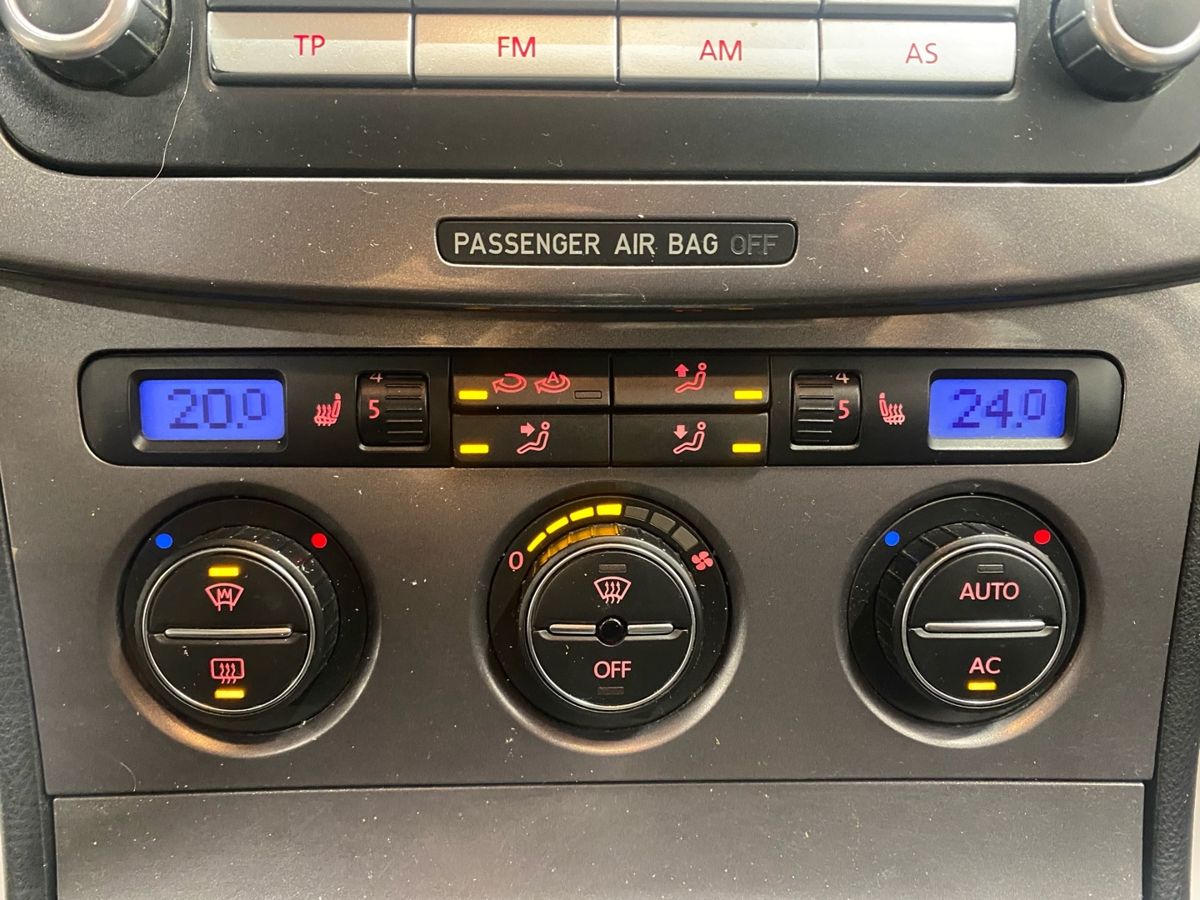 TP FM AM AS
PASSENGER AIR BAG OFF
20.0 4 5 A 4 5 24.0
0
AUTO
OFF AC